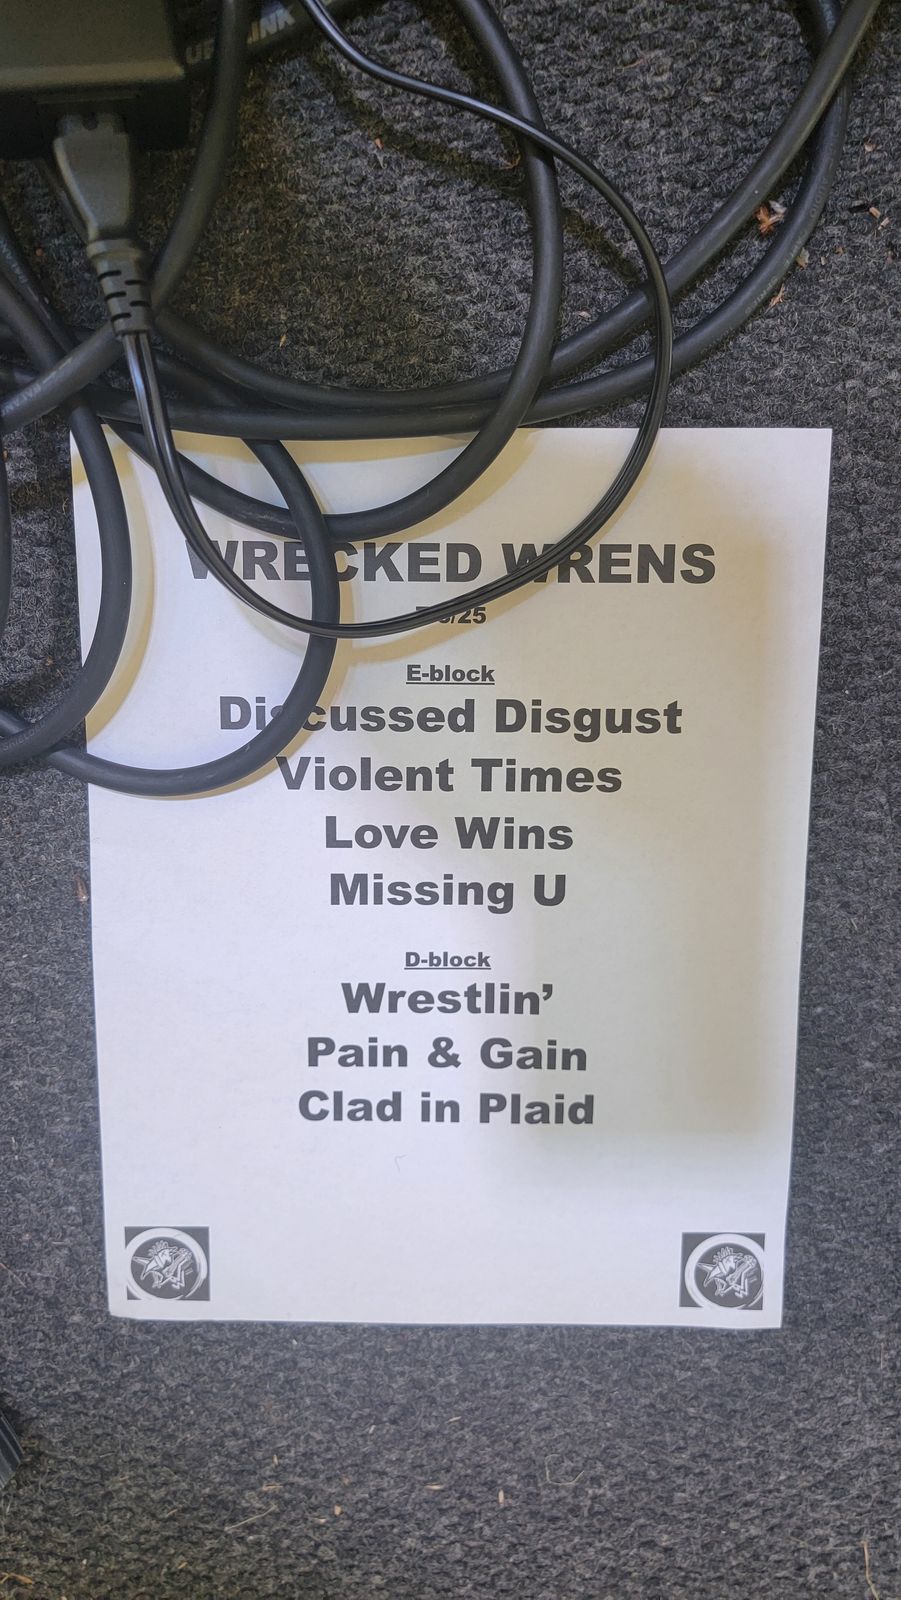 WRECKED WRENS
E-block
Discussed Disgust
Violent Times
Love Wins
Missing U
D-block
Wrestlin’
Pain & Gain
Clad in Plaid